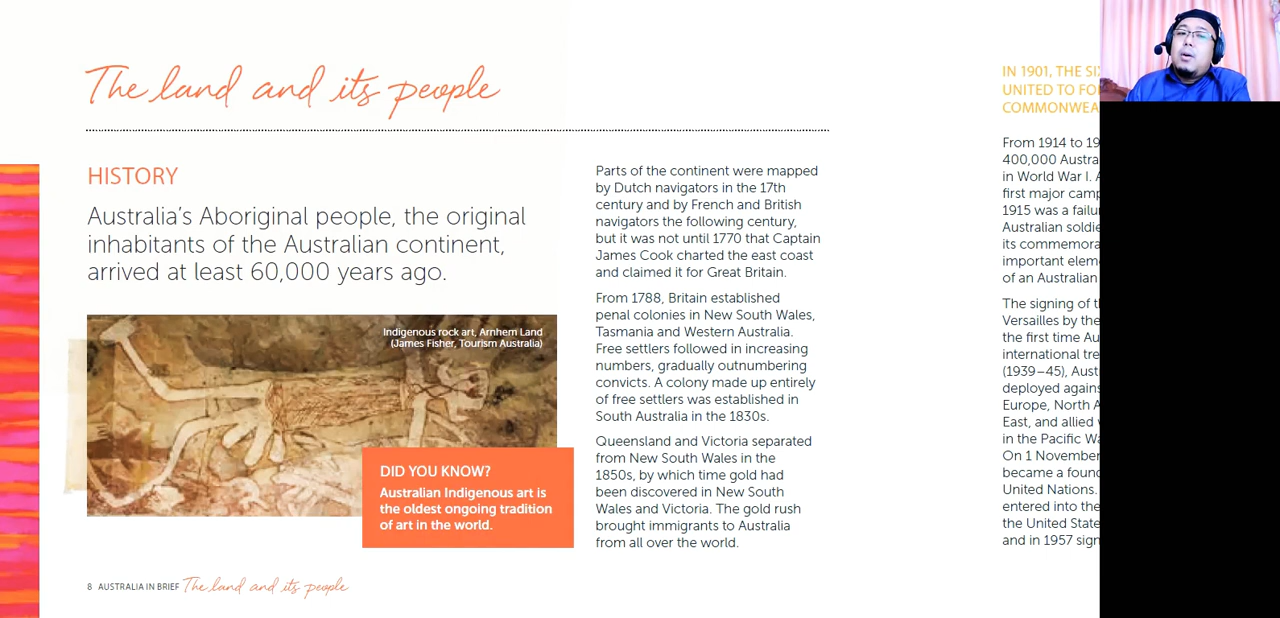 The land and its people
HISTORY
Australia's Aboriginal people, the original
inhabitants of the Australian continent,
arrived at least 60,000 years ago.
Indigenous rock art, Arnhem Land
(James Fisher, Tourism Australia)
DID YOU KNOW?
Australian Indigenous art is
the oldest ongoing tradition
of art in the world.
Parts of the continent were mapped
by Dutch navigators in the 17th
century and by French and British
navigators the following century,
but it was not until 1770 that Captain
James Cook charted the east coast
and claimed it for Great Britain.
From 1788, Britain established
penal colonies in New South Wales,
Tasmania and Western Australia.
Free settlers followed in increasing
numbers, gradually outnumbering
convicts. A colony made up entirely
of free settlers was established in
South Australia in the 1830s.
Queensland and Victoria separated
from New South Wales in the
1850s, by which time gold had
been discovered in New South
Wales and Victoria. The gold rush
brought immigrants to Australia
from all over the world.
IN 1901, THE
UNITED TO
From 1914 to
400,000
in World War I.
first major
1915 was a
Australian
its
important
of an Australian
The signing of
Versailles by the
the first time
international
(1939–45),
deployed
Europe, North
East, and allied
in the Pacific
On 1 November
became a
United Nations.
entered into the
the United
and in 1957
8 AUSTRALIA IN BRIEF The land and its people